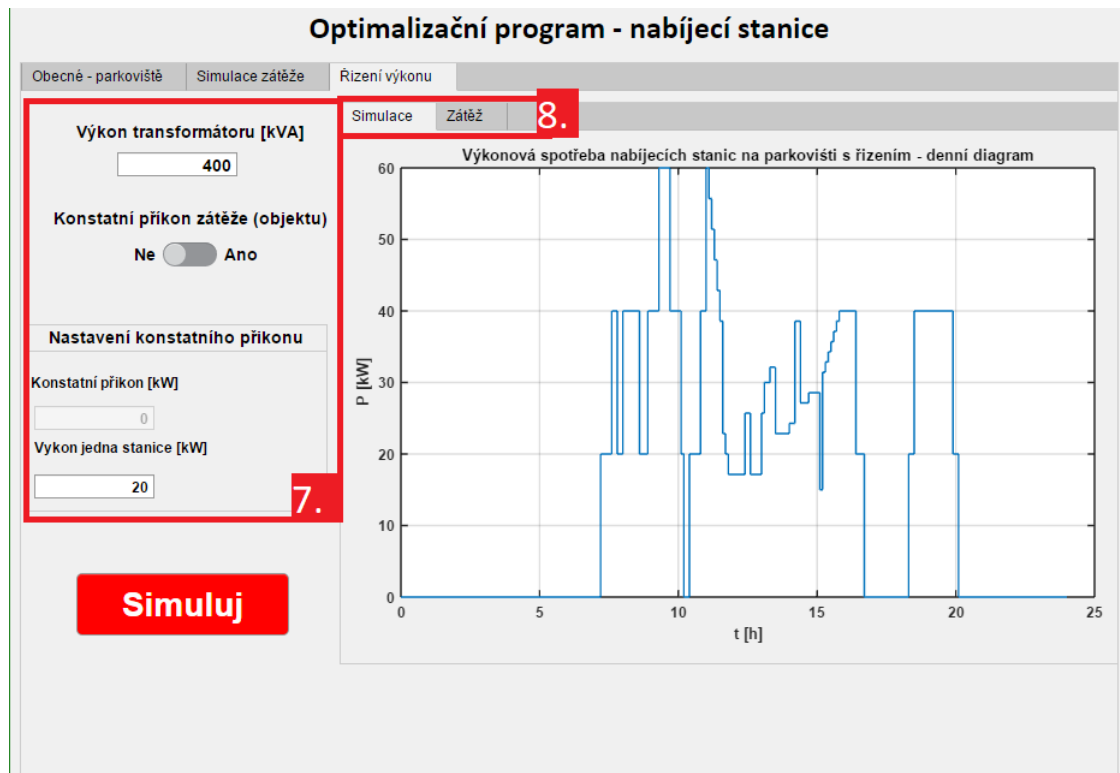 Optimalizační program - nabíjecí stanice
Obecné - parkoviště
Simulace zátěže
Řízení výkonu
Výkon transformátoru [kVA]
400
Konstatní příkon zátěže (objektu)
Ne
Ano
Nastavení konstatního přikonu
Konstatní přikon [kW]
0
Vykon jedna stanice [kW]
20
7.
Simuluj
Simulace
Zátěž
8.
Výkonová spotřeba nabíjecích stanic na parkovišti s řízením - denní diagram
60
50
40
30
20
10
0
P [kW]
0
5
10
15
20
25
t [h]